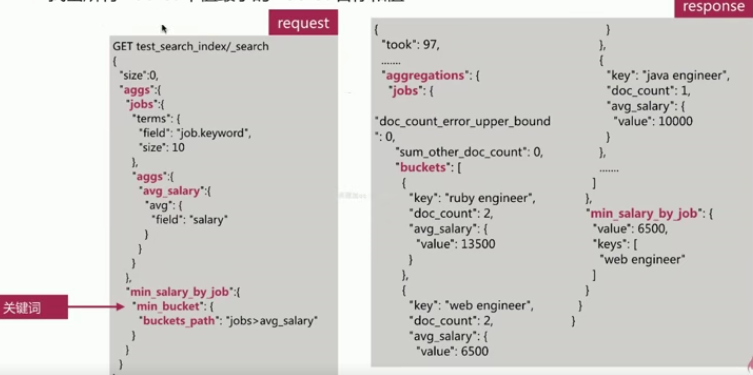 request
GET test_search_index/_search
{
"size":0,
"aggs":{
"jobs":{
"terms": {
"field": "job.keyword",
"size": 10
},
"aggs":{
"avg_salary":{
"avg": {
"field": "salary"
}
}
}
},
"min_salary_by_job":{
"min_bucket": {
"buckets_path": "jobs>avg_salary"
}
}
}
关键词
response
{
"took": 97,
.......
"aggregations": {
"jobs": {
"doc_count_error_upper_bound
": 0,
"sum_other_doc_count": 0,
"buckets": [
{
"key": "ruby engineer",
"doc_count": 2,
"avg_salary": {
"value": 13500
}
},
{
"key": "web engineer",
"doc_count": 2,
"avg_salary": {
"value": 6500
}
},
{
"key": "java engineer",
"doc_count": 1,
"avg_salary": {
"value": 10000
}
},
.......
]
},
"min_salary_by_job": {
"value": 6500,
"keys": [
"web engineer"
]
}
}